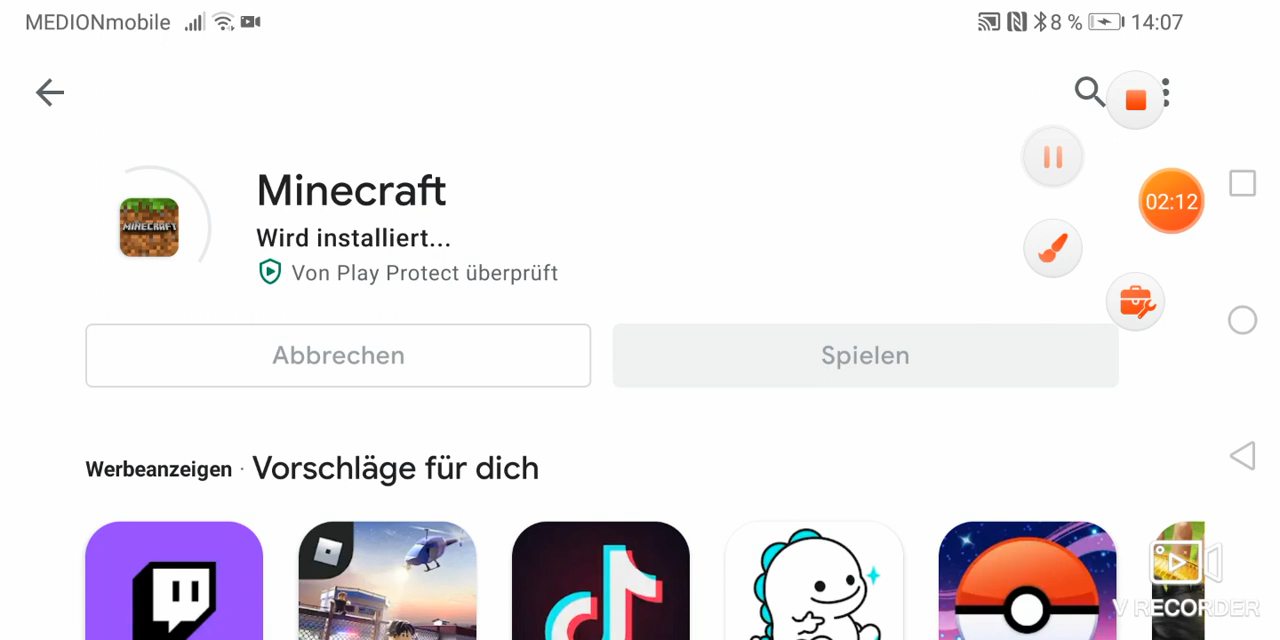 MEDIONmobile 8 % 14:07
Minecraft
MINECRAFT
Wird installiert...
Von Play Protect überprüft
02:12
Abbrechen Spielen
Werbeanzeigen · Vorschläge für dich
V RECORDER